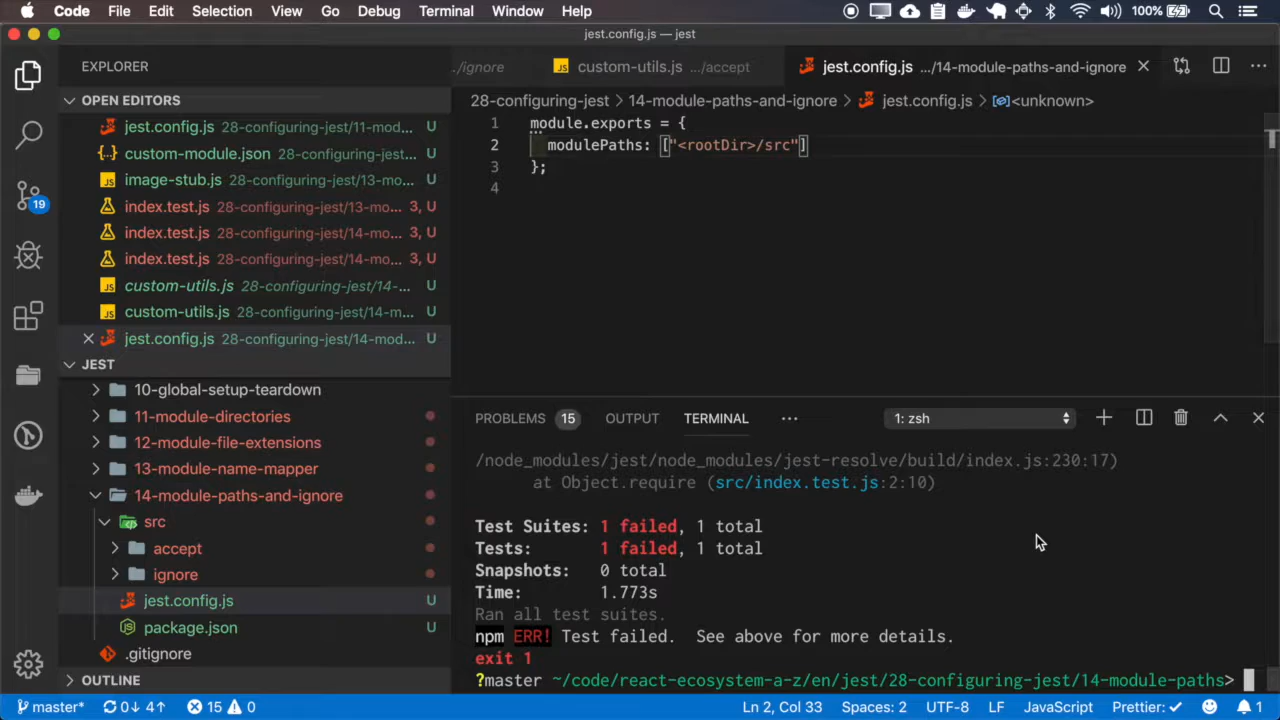 Code File Edit Selection View Go Debug Terminal Window Help 100%
jest.config.js — jest
EXPLORER
./ignore custom-utils.js .../accept jest.config.js .../14-module-paths-and-ignore
OPEN EDITORS
jest.config.js 28-configuring-jest/11-mod... U
custom-module.json 28-configuring-jeste... U
image-stub.js 28-configuring-jest/13-m... U
index.test.js 28-configuring-jest/13-mo... 3, U
index.test.js 28-configuring-jest/14-mo... 3, U
index.test.js 28-configuring-jest/14-mo... 3, U
custom-utils.js 28-configuring-jest/14-... U
custom-utils.js 28-configuring-jest/14-m... U
jest.config.js 28-configuring-jest/14-mod... U
JEST
10-global-setup-teardown
11-module-directories
12-module-file-extensions
13-module-name-mapper
14-module-paths-and-ignore
src
accept
ignore
jest.config.js U
package.json U
.gitignore
OUTLINE
19
28-configuring-jest > 14-module-paths-and-ignore > jest.config.js > <unknown>
1 module.exports = {
2 modulePaths: ["<rootDir>/src"]
3 };
4
PROBLEMS 15 OUTPUT TERMINAL ... 1: zsh
/node_modules/jest/node_modules/jest-resolve/build/index.js:230:17)
at Object.require (src/index.test.js:2:10)
Test Suites: 1 failed, 1 total
Tests: 1 failed, 1 total
Snapshots: 0 total
Time: 1.773s
Ran all test suites.
npm ERR! Test failed. See above for more details.
exit 1
?master ~/code/react-ecosystem-a-z/en/jest/28-configuring-jest/14-module-paths>
master* 0↓ 4↑ 15 0 Ln 2, Col 33 Spaces: 2 UTF-8 LF JavaScript Prettier: ✓ 1